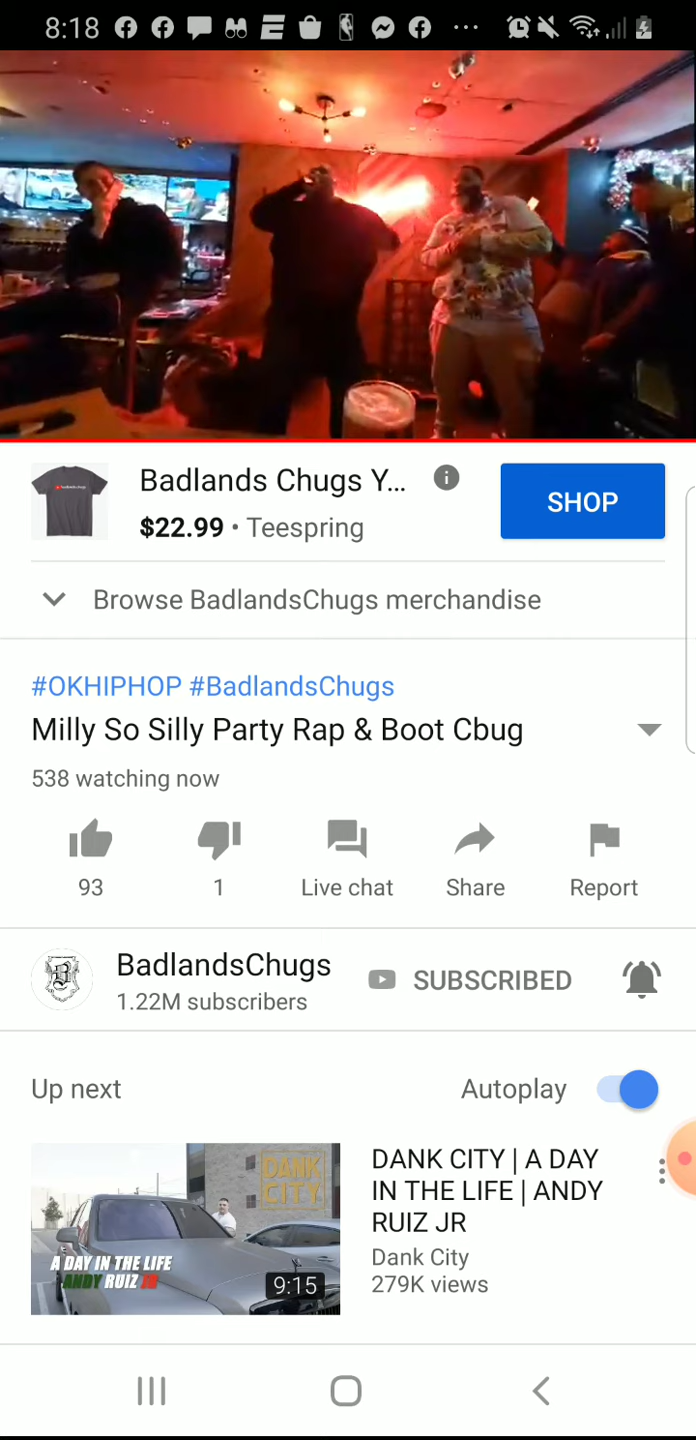 8:18
Badlands Chugs Y...
SHOP
$22.99 • Teespring
Browse BadlandsChugs merchandise
#OKHIPHOP #BadlandsChugs
Milly So Silly Party Rap & Boot Cbug
538 watching now
93
1
Live chat
Share
Report
BadlandsChugs
1.22M subscribers
SUBSCRIBED
Up next
Autoplay
DANK
CITY
A DAY IN THE LIFE
ANDY RUIZ JR
9:15
DANK CITY | A DAY
IN THE LIFE | ANDY
RUIZ JR
Dank City
279K views